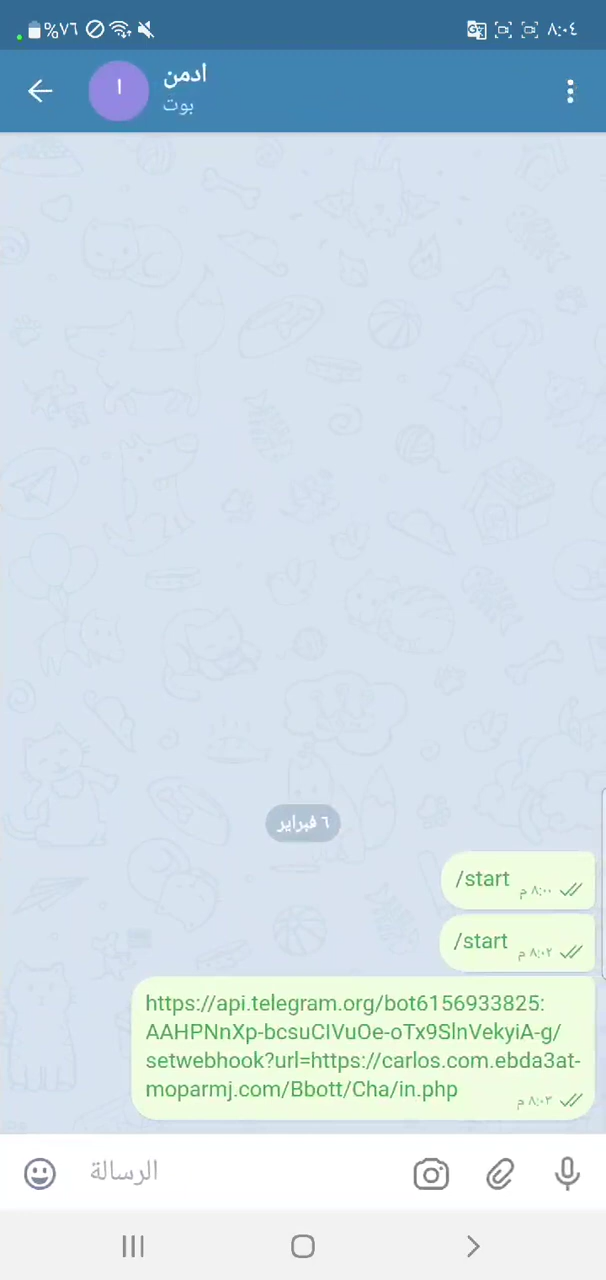 %٧٦
٨:٠٤
ا
ادمن
بوت
٦ فبراير
/start
٨:٠٠ م
/start
٨:٠٢ م
https://api.telegram.org/bot6156933825:
AAHPNnXp-bcsuCIVuOe-oTx9SlnVekyiA-g/
setwebhook?url=https://carlos.com.ebda3at-
moparmj.com/Bbott/Cha/in.php
٨:٠٣ م
الرسالة